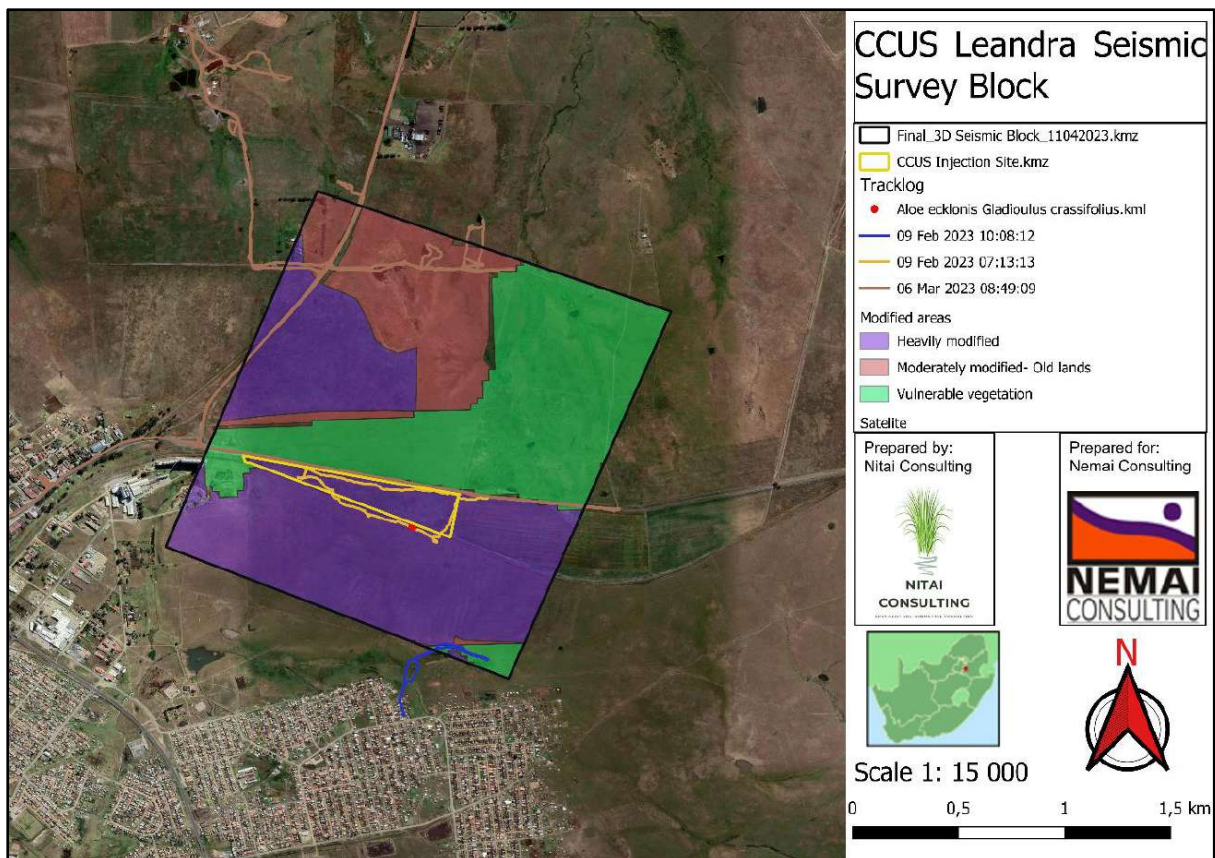 CCUS Leandra Seismic
Survey Block
Final_3D Seismic Block_11042023.kmz
CCUS Injection Site.kmz
Tracklog
Aloe ecklonis Gladioulus crassifolius.kml
09 Feb 2023 10:08:12
09 Feb 2023 07:13:13
06 Mar 2023 08:49:09
Modified areas
Heavily modified
Moderately modified- Old lands
Vulnerable vegetation
Satelite
Prepared by:
Nitai Consulting
NITAI
CONSULTING
Prepared for:
Nemai Consulting
NEMAI
CONSULTING
N
Scale 1: 15 000
0 0,5 1 1,5 km